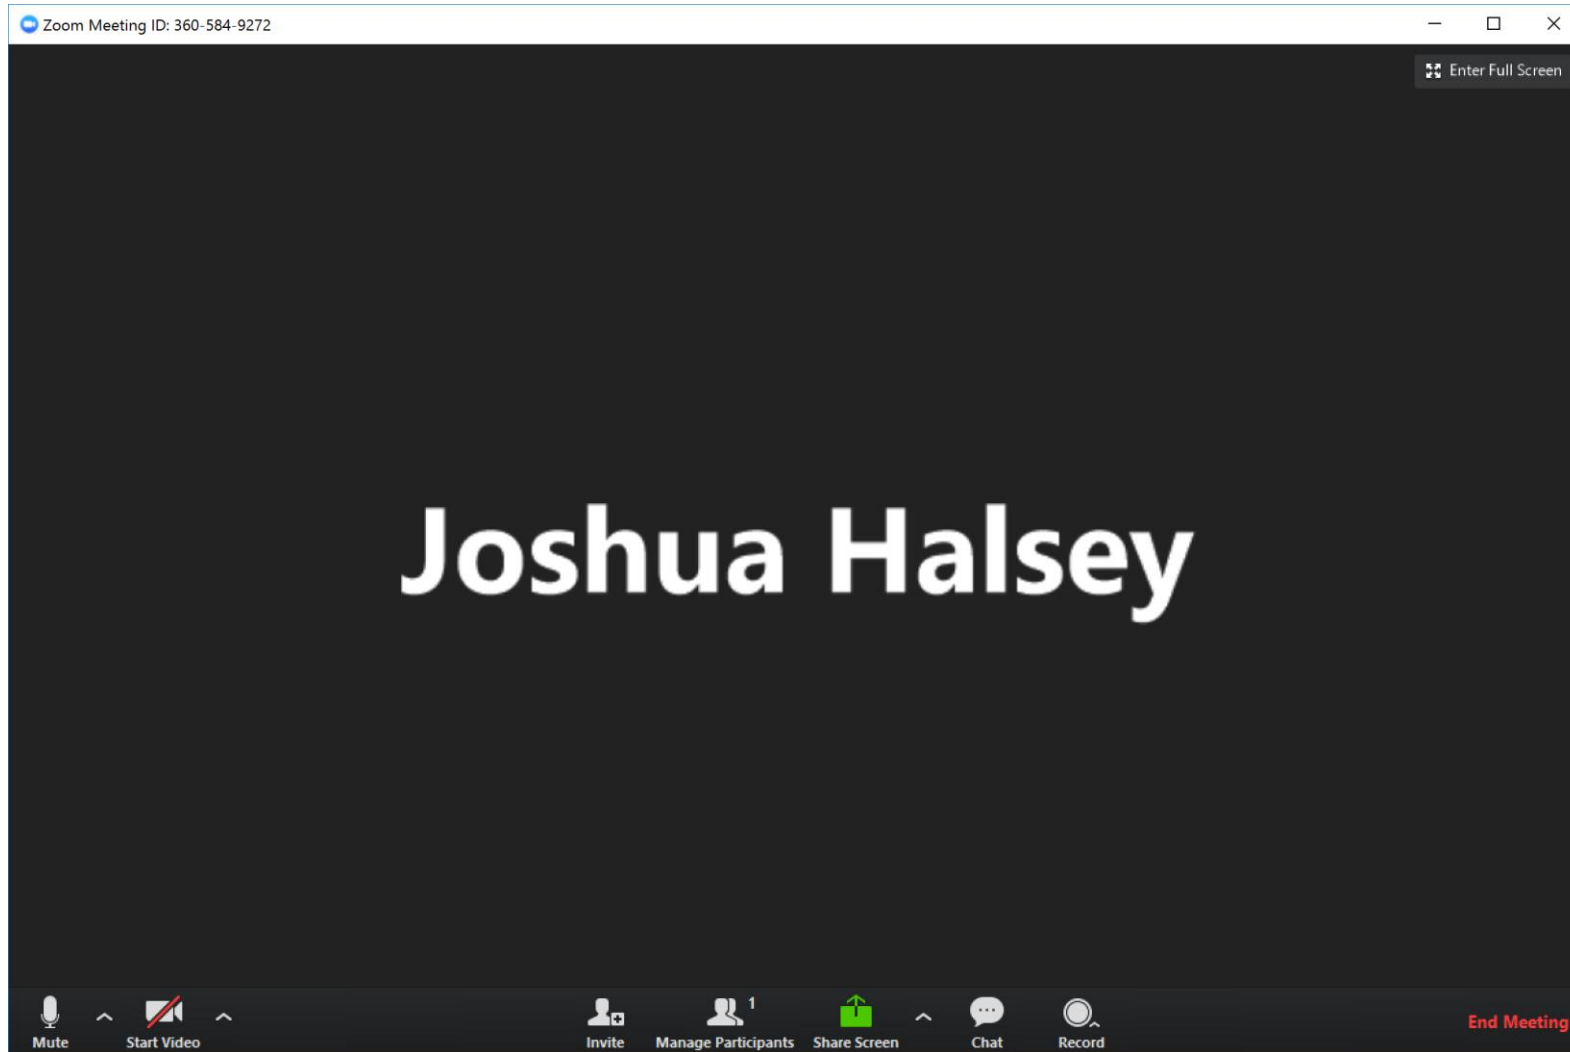 Zoom Meeting ID: 360-584-9272
Enter Full Screen
Joshua Halsey
1
Mute
Start Video
Invite
Manage Participants
Share Screen
Chat
Record
End Meeting